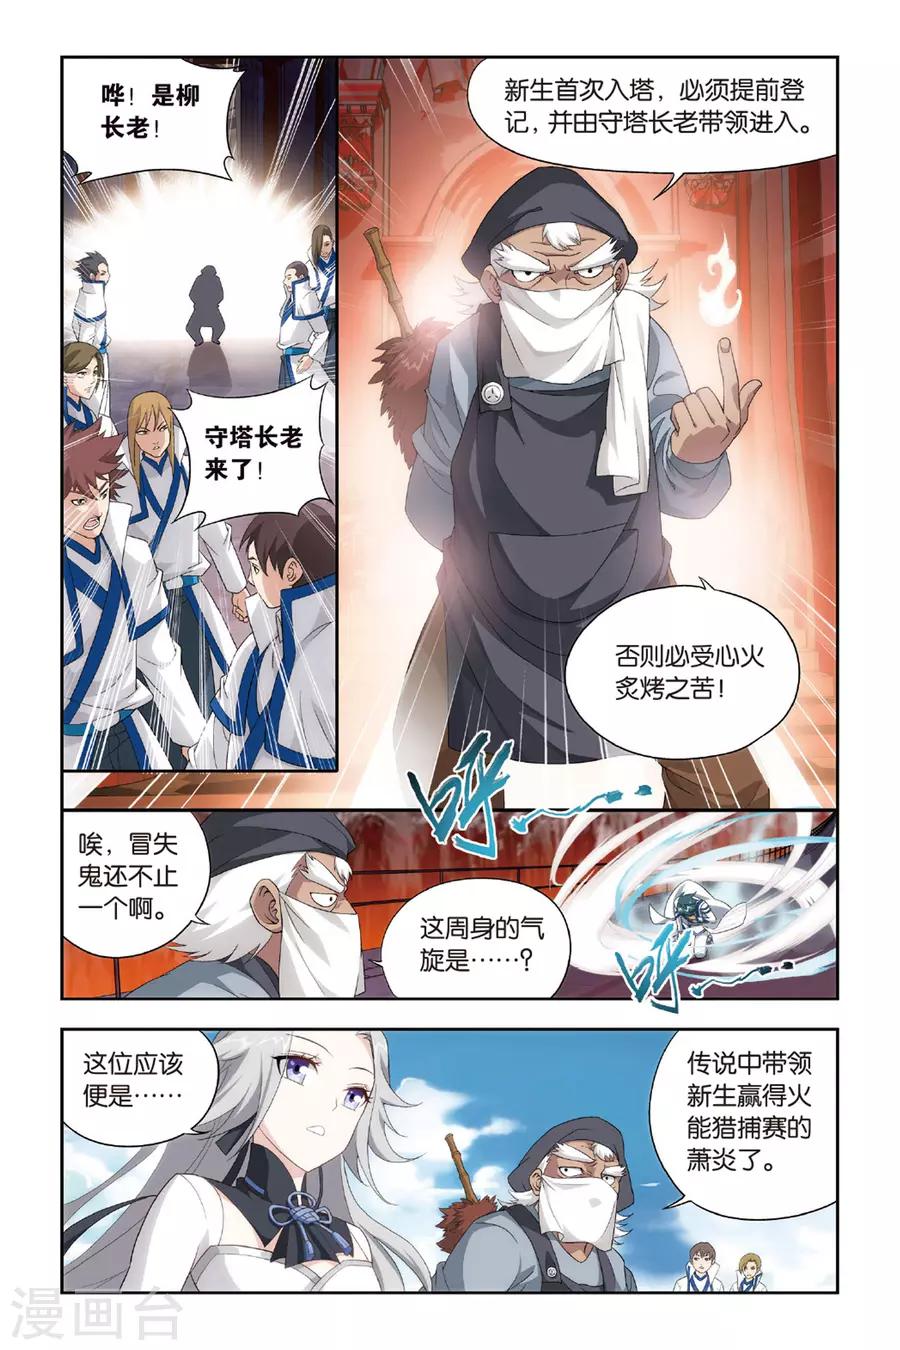 哗！是柳
长老！
守塔长老
来了！
新生首次入塔，必须提前登
记，并由守塔长老带领进入。
否则必受心火
炙烤之苦！
呼
唉，冒失
鬼还不止
一个啊。
这周身的气
旋是……？
呼
这位应该
便是……
传说中带领
新生赢得火
能猎捕赛的
萧炎了。
漫画台